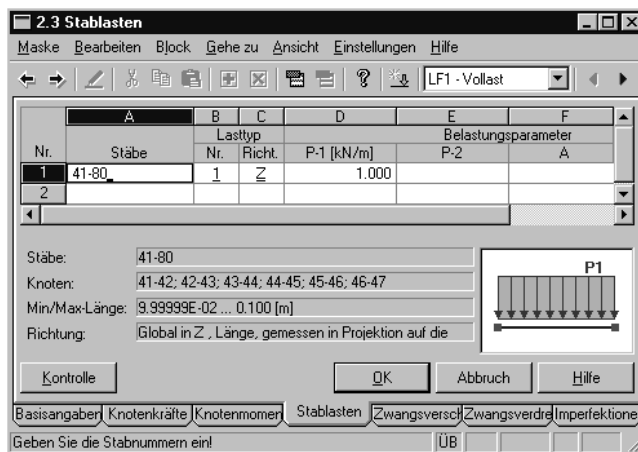 2.3 Stablasten
Maske Bearbeiten Block Gehe zu Ansicht Einstellungen Hilfe
LF1 - Vollast
A B C D E F
Lasttyp Belastungsparameter
Nr. Stäbe Nr. Richt. P-1 [kN/m] P-2 A
1 41-80 1 Z 1.000
2
Stäbe: 41-80
Knoten: 41-42; 42-43; 43-44; 44-45; 45-46; 46-47
Min/Max-Länge: 9.99999E-02 ... 0.100 [m]
Richtung: Global in Z , Länge, gemessen in Projektion auf die
P1
Kontrolle OK Abbruch Hilfe
Basisangaben Knotenkräfte Knotenmomen Stablasten Zwangsversch Zwangsverdre Imperfektione
Geben Sie die Stabnummern ein! ÜB